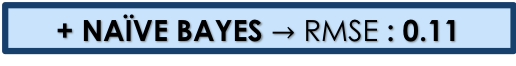 + NAÏVE BAYES → RMSE : 0.11